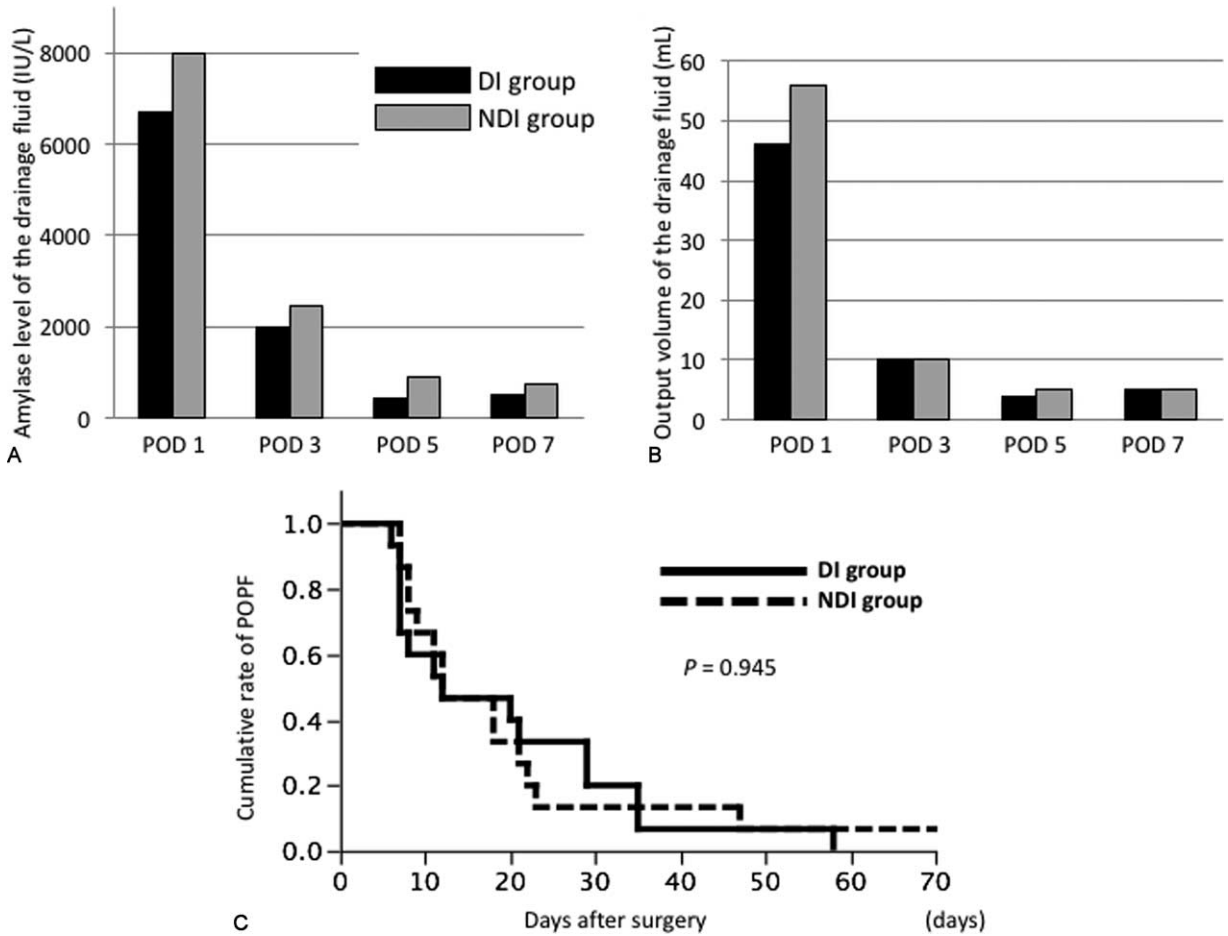 Amylase level of the drainage fluid (IU/L)
8000
6000
4000
2000
0
DI group
NDI group
POD 1 POD 3 POD 5 POD 7
A
Output volume of the drainage fluid (mL)
60
50
40
30
20
10
0
POD 1 POD 3 POD 5 POD 7
B
Cumulative rate of POPF
1.0
0.8
0.6
0.4
0.2
0.0
DI group
NDI group
P = 0.945
0 10 20 30 40 50 60 70
Days after surgery (days)
C